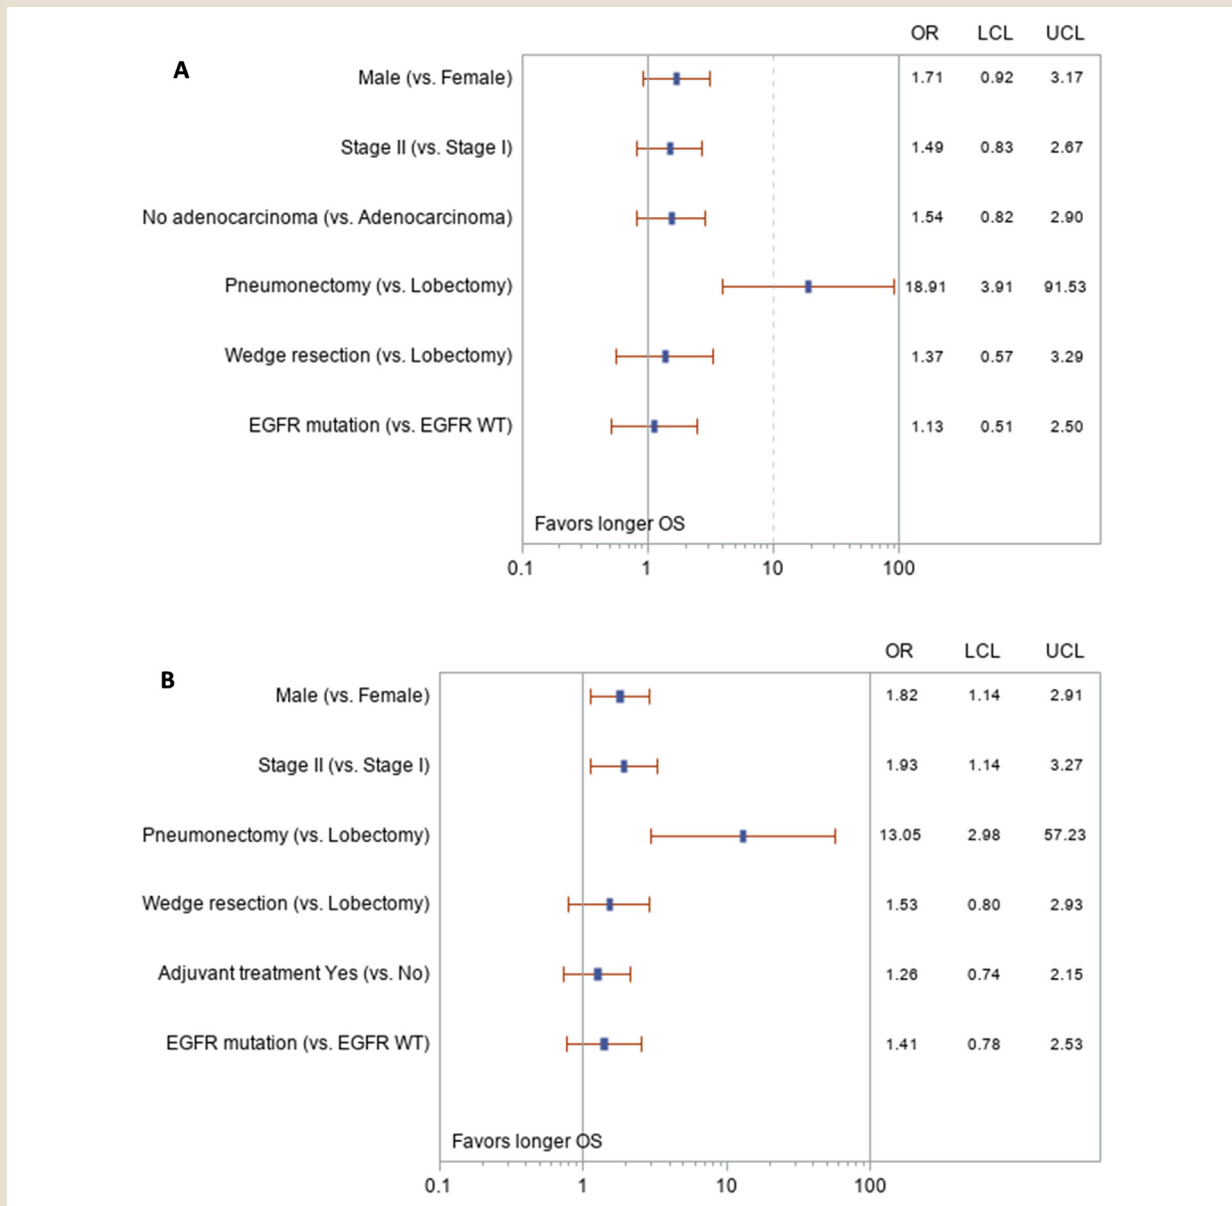 OR LCL UCL
A
Male (vs. Female) 1.71 0.92 3.17
Stage II (vs. Stage I) 1.49 0.83 2.67
No adenocarcinoma (vs. Adenocarcinoma) 1.54 0.82 2.90
Pneumonectomy (vs. Lobectomy) 18.91 3.91 91.53
Wedge resection (vs. Lobectomy) 1.37 0.57 3.29
EGFR mutation (vs. EGFR WT) 1.13 0.51 2.50
Favors longer OS
0.1 1 10 100
OR LCL UCL
B
Male (vs. Female) 1.82 1.14 2.91
Stage II (vs. Stage I) 1.93 1.14 3.27
Pneumonectomy (vs. Lobectomy) 13.05 2.98 57.23
Wedge resection (vs. Lobectomy) 1.53 0.80 2.93
Adjuvant treatment Yes (vs. No) 1.26 0.74 2.15
EGFR mutation (vs. EGFR WT) 1.41 0.78 2.53
Favors longer OS
0.1 1 10 100